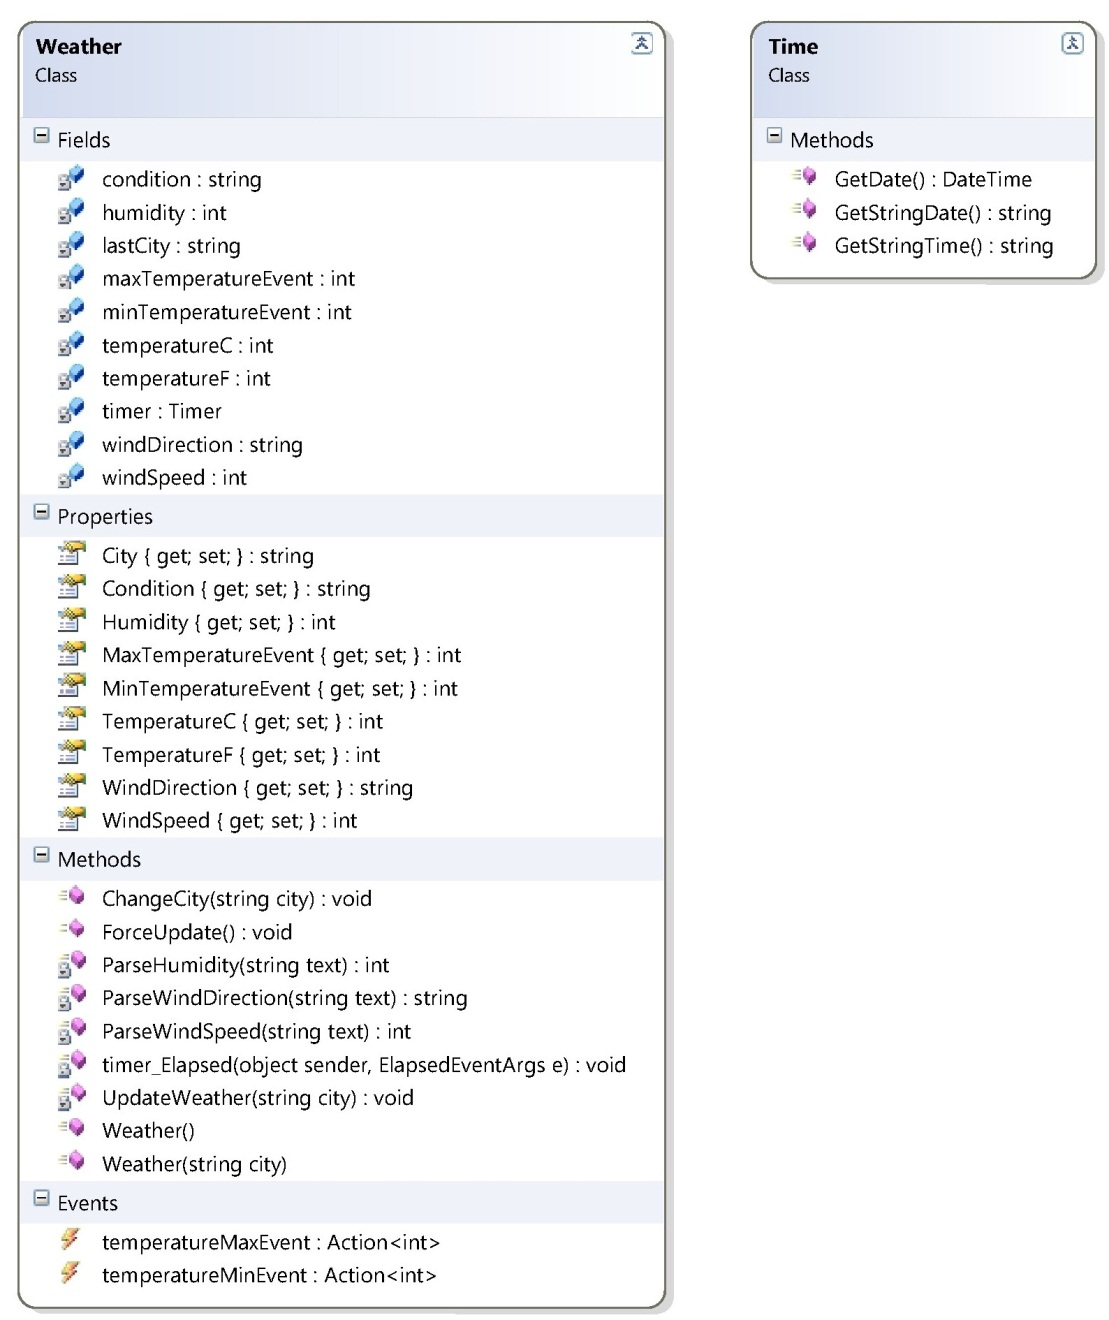 Weather
Class
Fields
condition : string
humidity : int
lastCity : string
maxTemperatureEvent : int
minTemperatureEvent : int
temperatureC : int
temperatureF : int
timer : Timer
windDirection : string
windSpeed : int
Properties
City { get; set; } : string
Condition { get; set; } : string
Humidity { get; set; } : int
MaxTemperatureEvent { get; set; } : int
MinTemperatureEvent { get; set; } : int
TemperatureC { get; set; } : int
TemperatureF { get; set; } : int
WindDirection { get; set; } : string
WindSpeed { get; set; } : int
Methods
ChangeCity(string city) : void
ForceUpdate() : void
ParseHumidity(string text) : int
ParseWindDirection(string text) : string
ParseWindSpeed(string text) : int
timer_Elapsed(object sender, ElapsedEventArgs e) : void
UpdateWeather(string city) : void
Weather()
Weather(string city)
Events
temperatureMaxEvent : Action<int>
temperatureMinEvent : Action<int>
Time
Class
Methods
GetDate() : DateTime
GetStringDate() : string
GetStringTime() : string